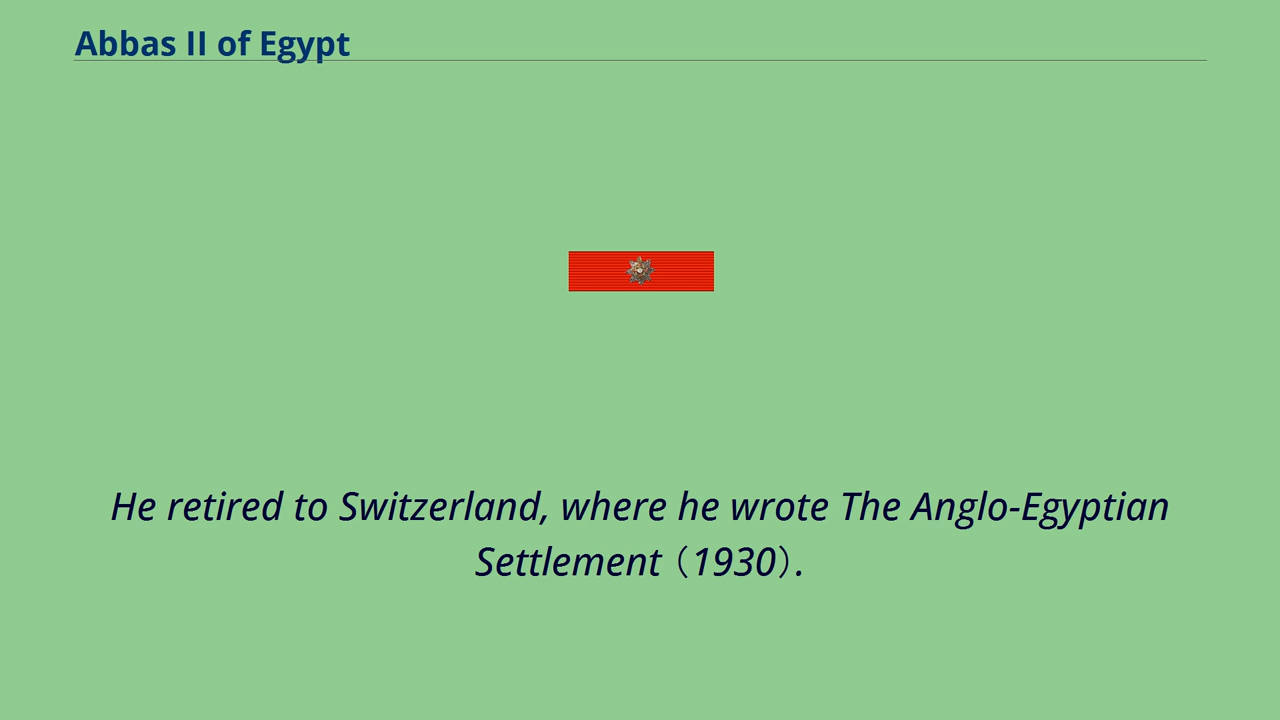 Abbas II of Egypt
He retired to Switzerland, where he wrote The Anglo-Egyptian
Settlement（1930）.